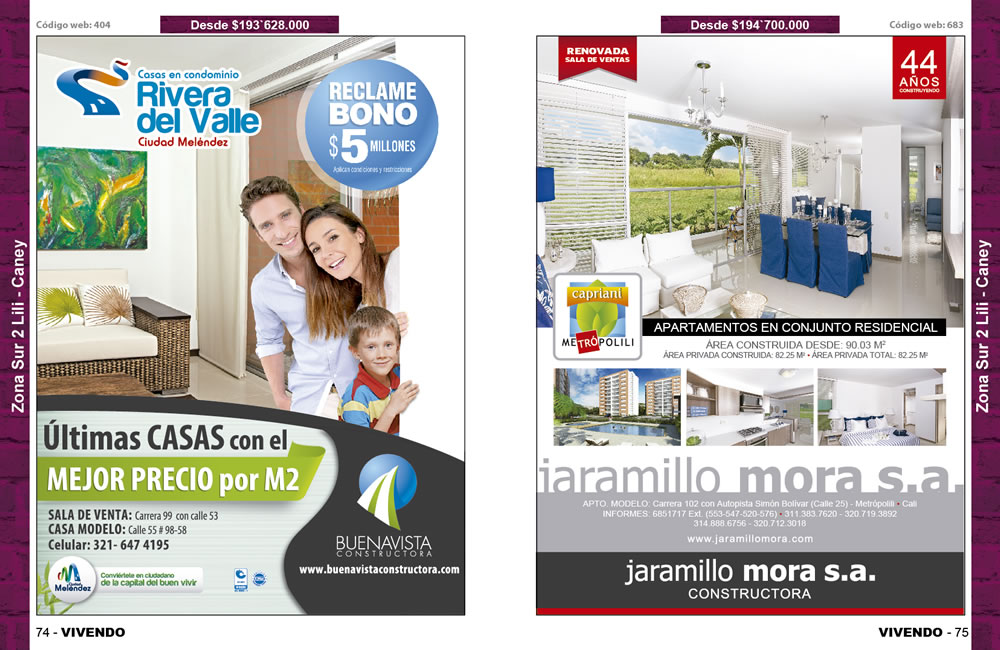 Código web: 404
Desde $193`628.000
Casas en condominio
Rivera
del Valle
Ciudad Meléndez
RECLAME
BONO
$5 MILLONES
Aplican condiciones y restricciones
Últimas CASAS con el
MEJOR PRECIO por M2
SALA DE VENTA: Carrera 99 con calle 53
CASA MODELO: Calle 55 # 98-58
Celular: 321- 647 4195
Ciudad
Meléndez
Conviértete en ciudadano
de la capital del buen vivir
BUENAVISTA
CONSTRUCTORA
www.buenavistaconstructora.com
Zona Sur 2 Lili - Caney
74 - VIVENDO
Desde $194`700.000
Código web: 683
RENOVADA
SALA DE VENTAS
44
AÑOS
CONSTRUYENDO
capriani
METRÓPOLILI
APARTAMENTOS EN CONJUNTO RESIDENCIAL
ÁREA CONSTRUIDA DESDE: 90.03 M²
ÁREA PRIVADA CONSTRUIDA: 82.25 M² • ÁREA PRIVADA TOTAL: 82.25 M²
jaramillo mora s.a.
APTO. MODELO: Carrera 102 con Autopista Simón Bolívar (Calle 25) - Metrópolili • Cali
INFORMES: 6851717 Ext. (553-547-520-576) • 311.383.7620 - 320.719.3892
314.888.6756 - 320.712.3018
www.jaramillomora.com
jaramillo mora s.a.
CONSTRUCTORA
Zona Sur 2 Lili - Caney
VIVENDO - 75